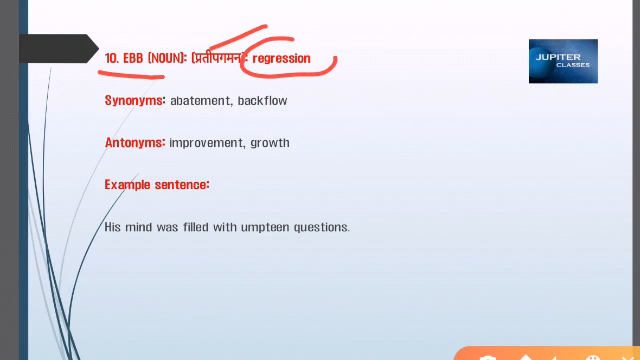 10. EBB (NOUN): (प्रतीपगमन): regression
JUPITER
CLASSES
Synonyms: abatement, backflow
Antonyms: improvement, growth
Example sentence:
His mind was filled with umpteen questions.